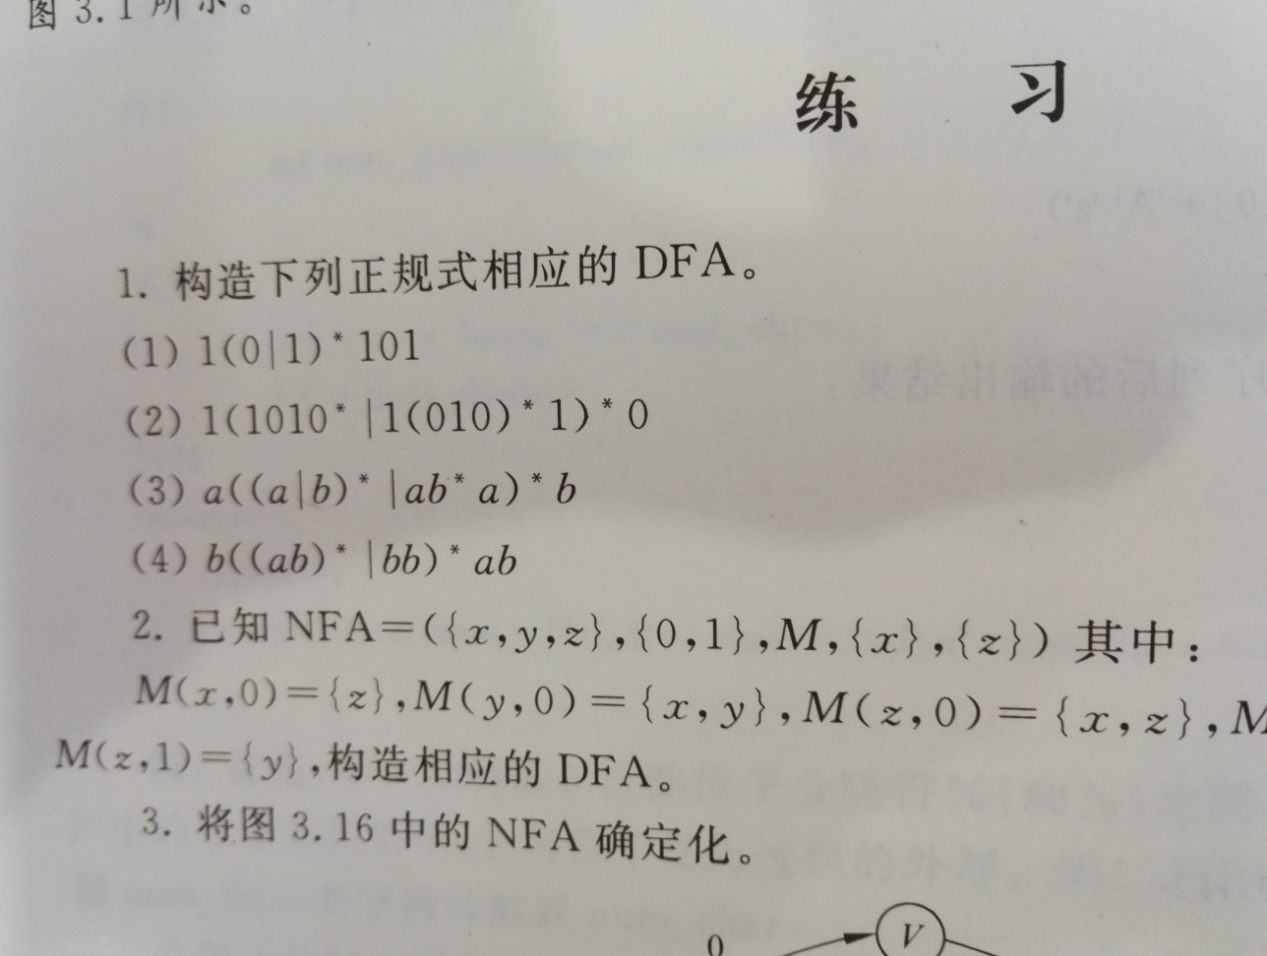 图 3.1 所示。
练 习
1. 构造下列正规式相应的 DFA。
(1) 1(0|1)* 101
(2) 1(1010* |1(010)* 1)* 0
(3) a((a|b)* |ab* a)* b
(4) b((ab)* |bb)* ab
2. 已知 NFA=({x,y,z},{0,1},M,{x},{z}) 其中：
M(x,0)={z},M(y,0)={x,y},M(z,0)={x,z},M
M(z,1)={y},构造相应的 DFA。
3. 将图 3.16 中的 NFA 确定化。
0 V